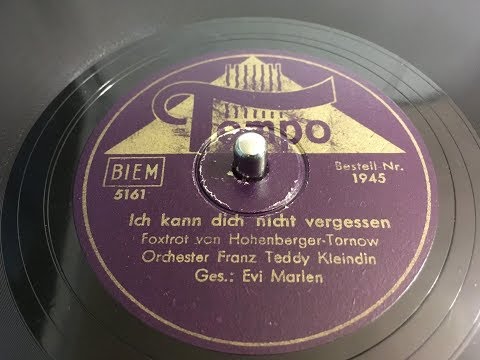 Tempo
BIEM
5161
Bestell-Nr.
1945
Ich kann dich nicht vergessen
Foxtrot von Hohenberger-Tornow
Orchester Franz Teddy Kleindin
Ges.: Evi Marlen